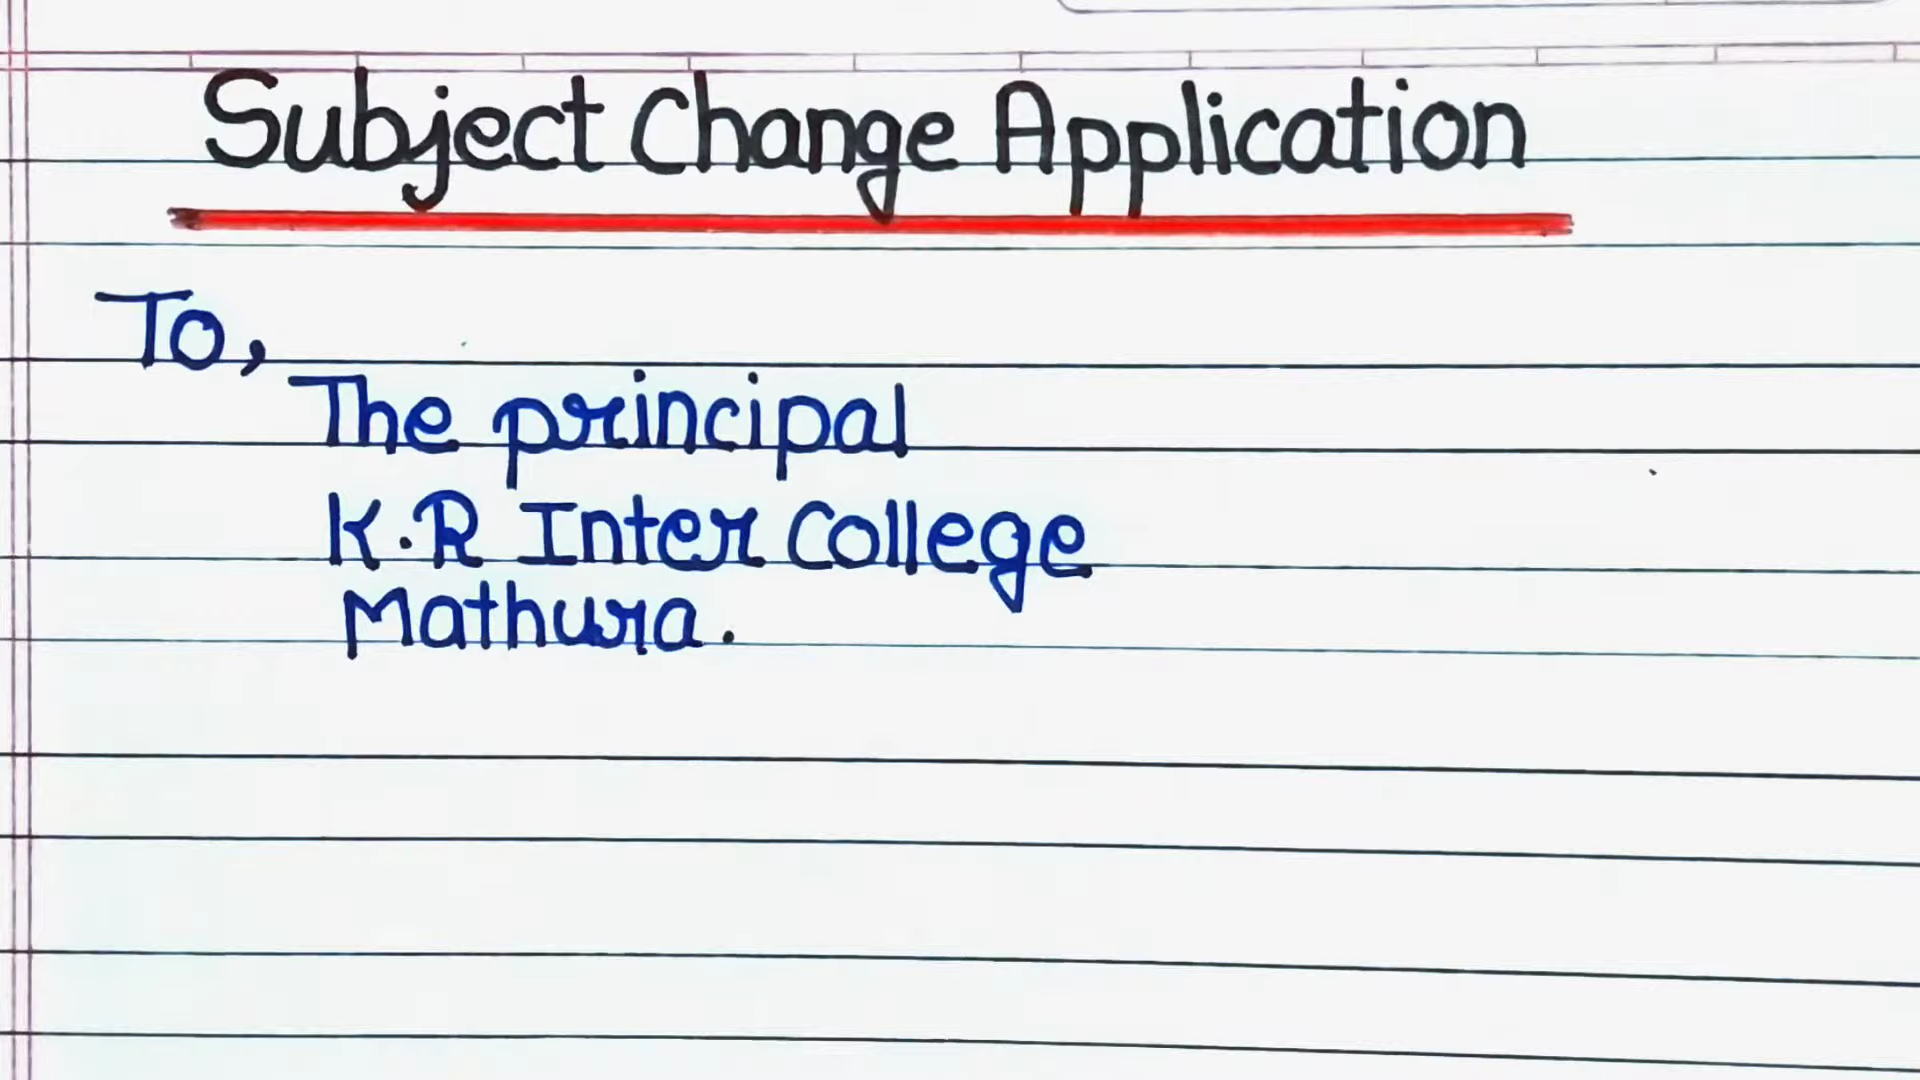 Subject Change Application
To,
The principal
K.R Inter College
Mathura.